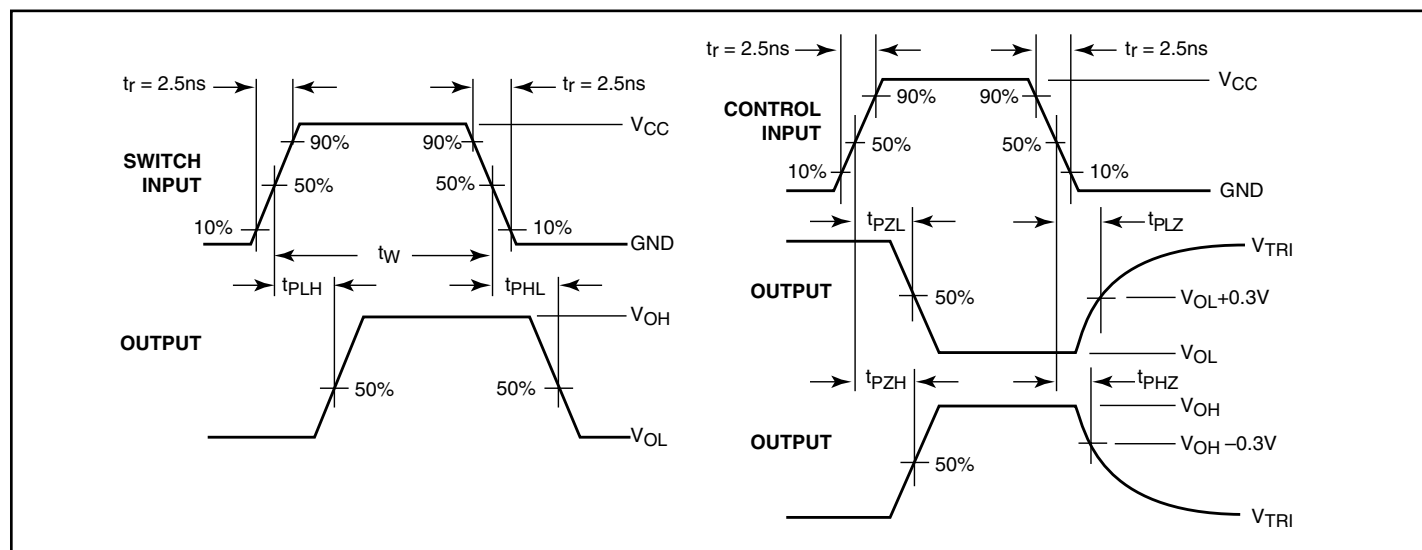 tr = 2.5ns
tr = 2.5ns
VCC
90%
90%
SWITCH
INPUT
50%
50%
10%
10%
GND
tW
tPLH
tPHL
VOH
OUTPUT
50%
50%
VOL
tr = 2.5ns
tr = 2.5ns
VCC
CONTROL
INPUT
90%
90%
50%
50%
10%
10%
GND
tPZL
tPLZ
VTRI
OUTPUT
50%
VOL+0.3V
VOL
tPZH
tPHZ
VOH
OUTPUT
VOH –0.3V
50%
VTRI